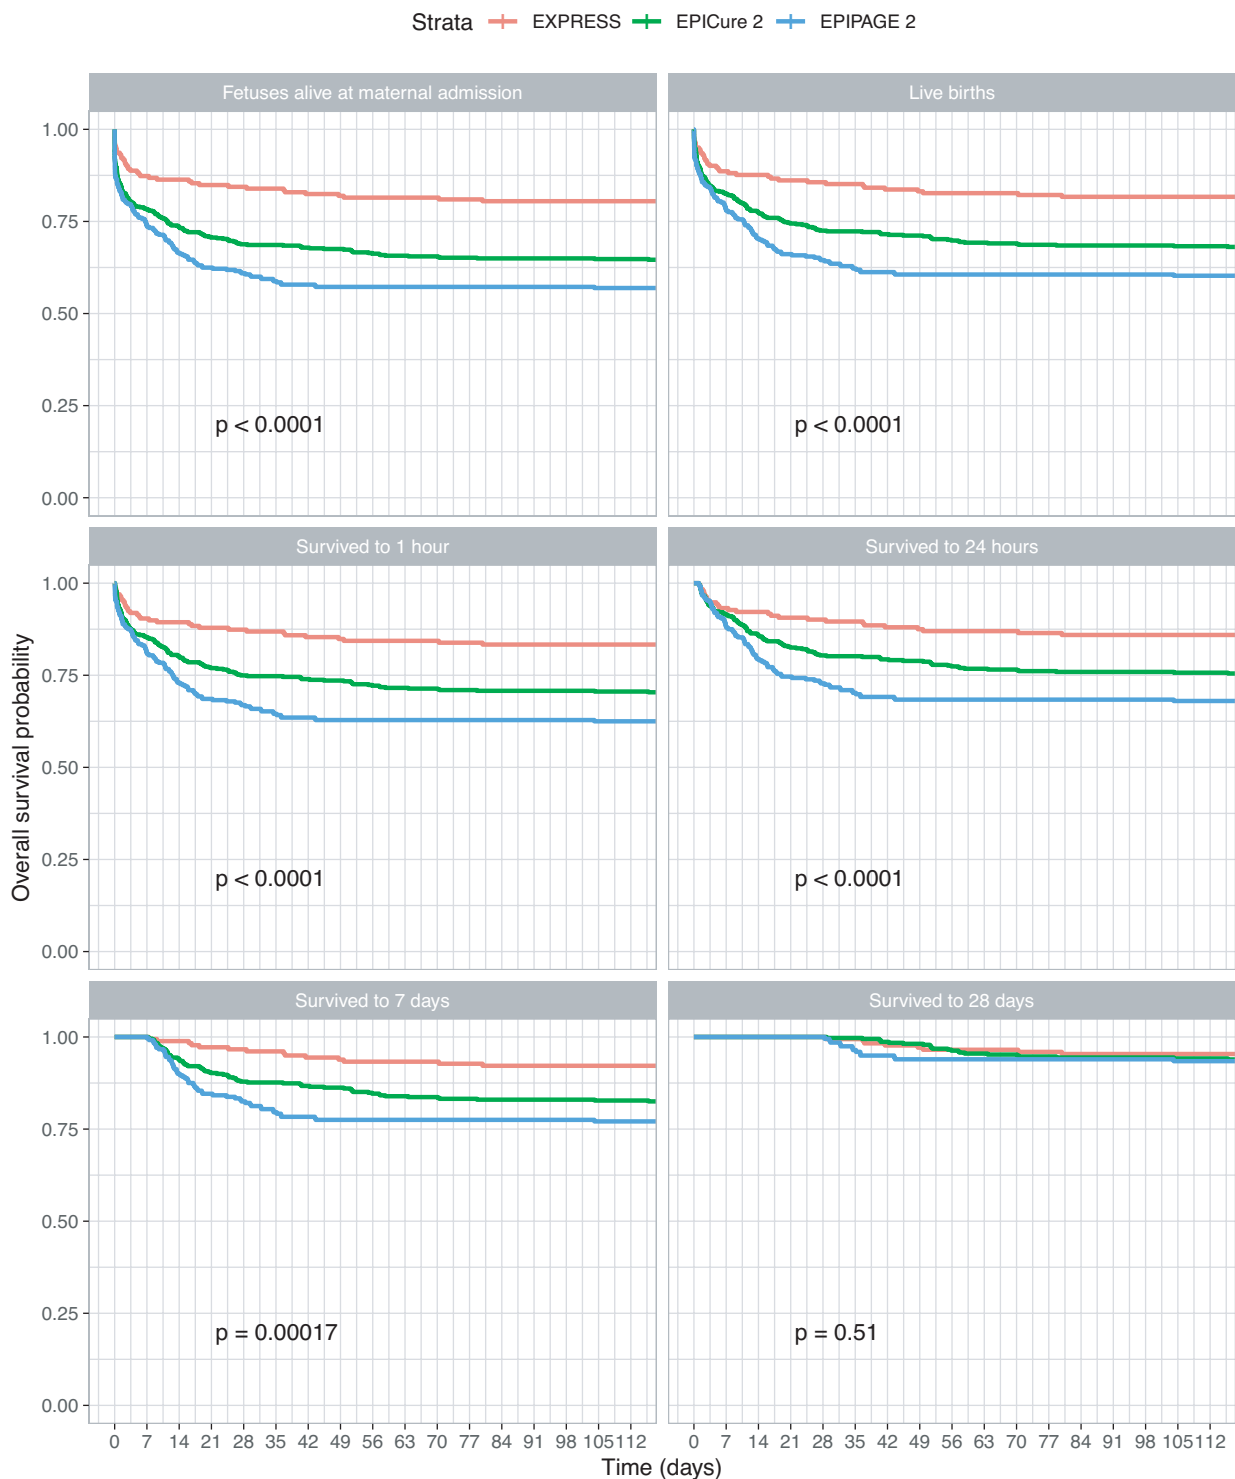 Strata EXPRESS EPICure 2 EPIPAGE 2
Fetuses alive at maternal admission
1.00
0.75
0.50
0.25
0.00
p < 0.0001
Live births
p < 0.0001
Survived to 1 hour
1.00
0.75
0.50
0.25
0.00
p < 0.0001
Survived to 24 hours
p < 0.0001
Survived to 7 days
1.00
0.75
0.50
0.25
0.00
p = 0.00017
Survived to 28 days
p = 0.51
0 7 14 21 28 35 42 49 56 63 70 77 84 91 98 105 112
0 7 14 21 28 35 42 49 56 63 70 77 84 91 98 105 112
Overall survival probability
Time (days)